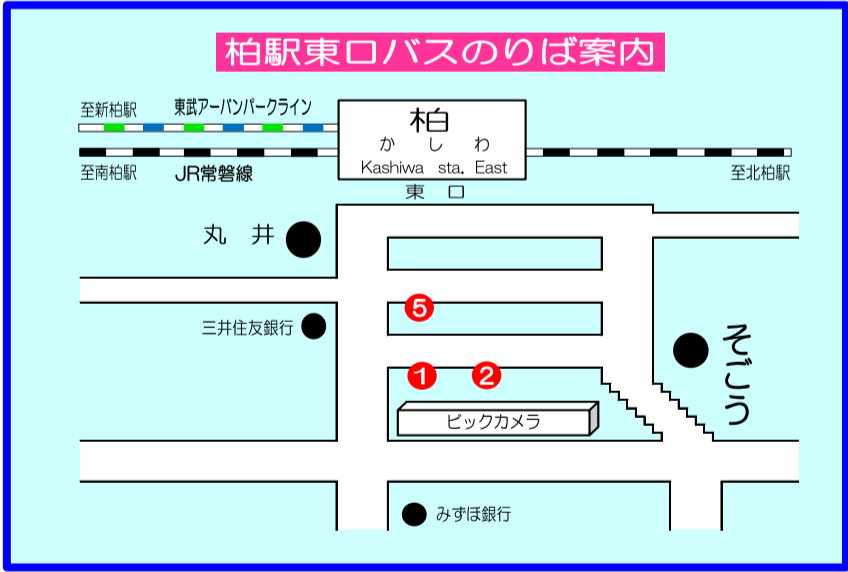 柏駅東口バスのりば案内
至新柏駅
東武アーバンパークライン
柏
か し わ
Kashiwa sta. East
東 口
至南柏駅
JR常磐線
至北柏駅
丸 井
⑤
三井住友銀行
そごう
① ②
ビックカメラ
みずほ銀行